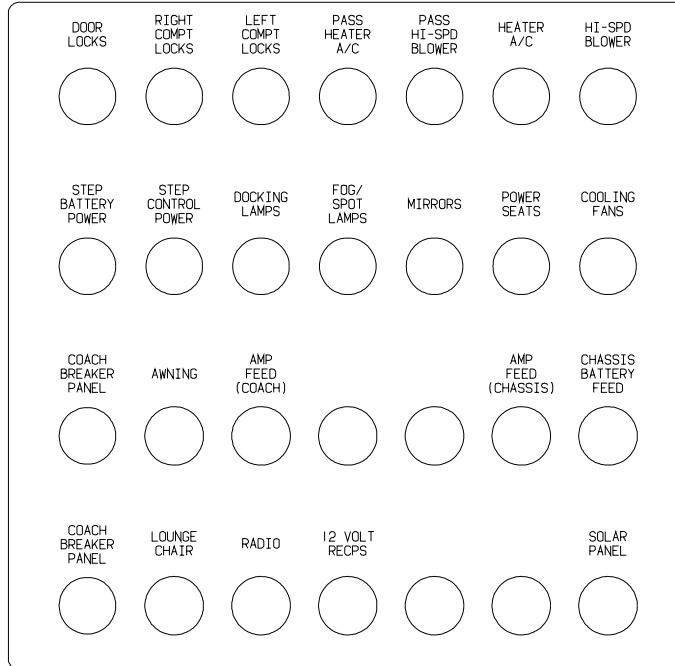 DOOR
LOCKS
RIGHT
COMPT
LOCKS
LEFT
COMPT
LOCKS
PASS
HEATER
A/C
PASS
HI-SPD
BLOWER
HEATER
A/C
HI-SPD
BLOWER
STEP
BATTERY
POWER
STEP
CONTROL
POWER
DOCKING
LAMPS
FOG/
SPOT
LAMPS
MIRRORS
POWER
SEATS
COOLING
FANS
COACH
BREAKER
PANEL
AWNING
AMP
FEED
(COACH)
AMP
FEED
(CHASSIS)
CHASSIS
BATTERY
FEED
COACH
BREAKER
PANEL
LOUNGE
CHAIR
RADIO
12 VOLT
RECPS
SOLAR
PANEL